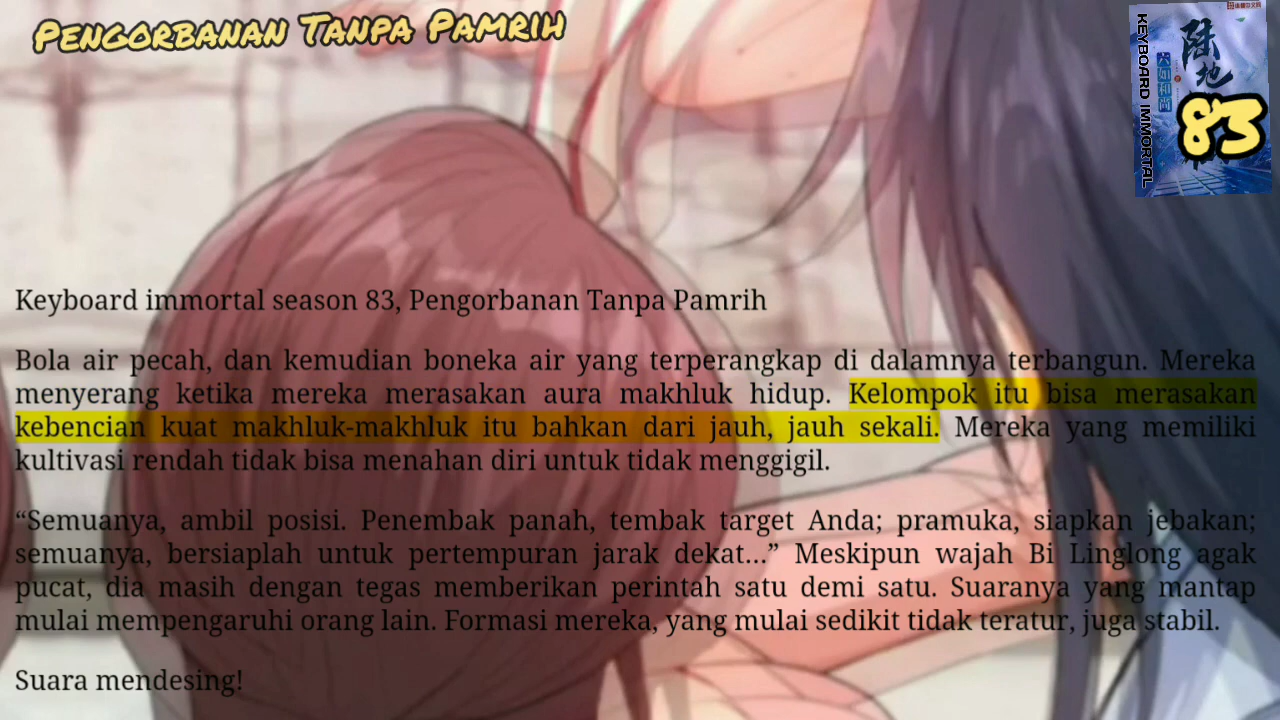 Pengorbanan Tanpa Pamrih
KEYBOARD IMMORTAL
陆地
83
Keyboard immortal season 83, Pengorbanan Tanpa Pamrih
Bola air pecah, dan kemudian boneka air yang terperangkap di dalamnya terbangun. Mereka
menyerang ketika mereka merasakan aura makhluk hidup. Kelompok itu bisa merasakan
kebencian kuat makhluk-makhluk itu bahkan dari jauh, jauh sekali. Mereka yang memiliki
kultivasi rendah tidak bisa menahan diri untuk tidak menggigil.
“Semuanya, ambil posisi. Penembak panah, tembak target Anda; pramuka, siapkan jebakan;
semuanya, bersiaplah untuk pertempuran jarak dekat…” Meskipun wajah Bi Linglong agak
pucat, dia masih dengan tegas memberikan perintah satu demi satu. Suaranya yang mantap
mulai mempengaruhi orang lain. Formasi mereka, yang mulai sedikit tidak teratur, juga stabil.
Suara mendesing!